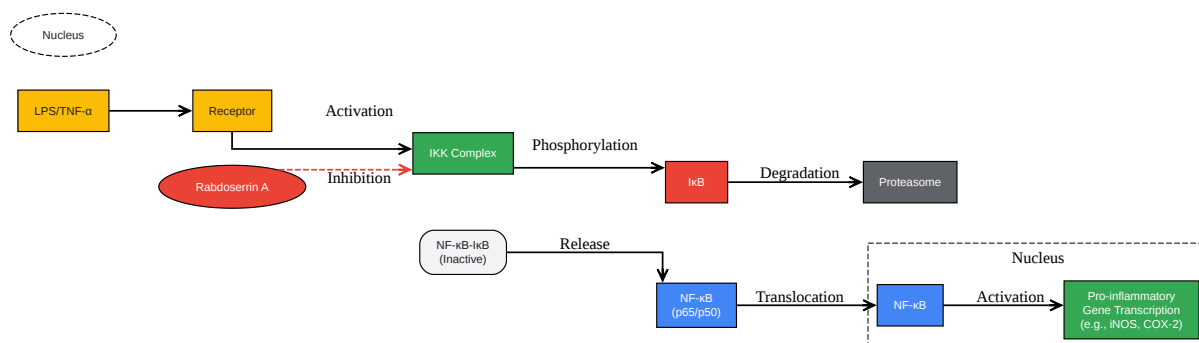 Nucleus
LPS/TNF-α
Receptor
Activation
IKK Complex
Phosphorylation
Rabdoserrin A
Inhibition
IκB
Degradation
Proteasome
NF-κB-IκB
(Inactive)
Release
Nucleus
NF-κB
(p65/p50)
Translocation
NF-κB
Activation
Pro-inflammatory
Gene Transcription
(e.g., iNOS, COX-2)